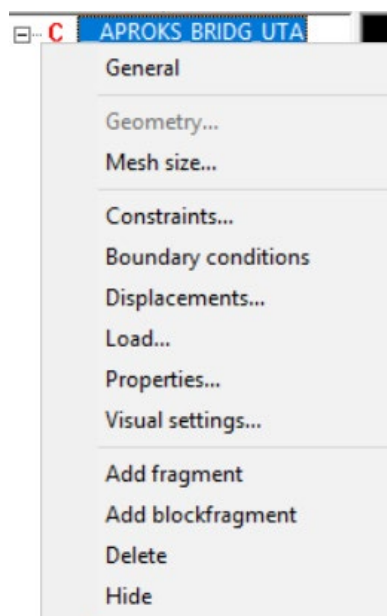 C APROKS_BRIDG_UTA
General
Geometry...
Mesh size...
Constraints...
Boundary conditions
Displacements...
Load...
Properties...
Visual settings...
Add fragment
Add blockfragment
Delete
Hide